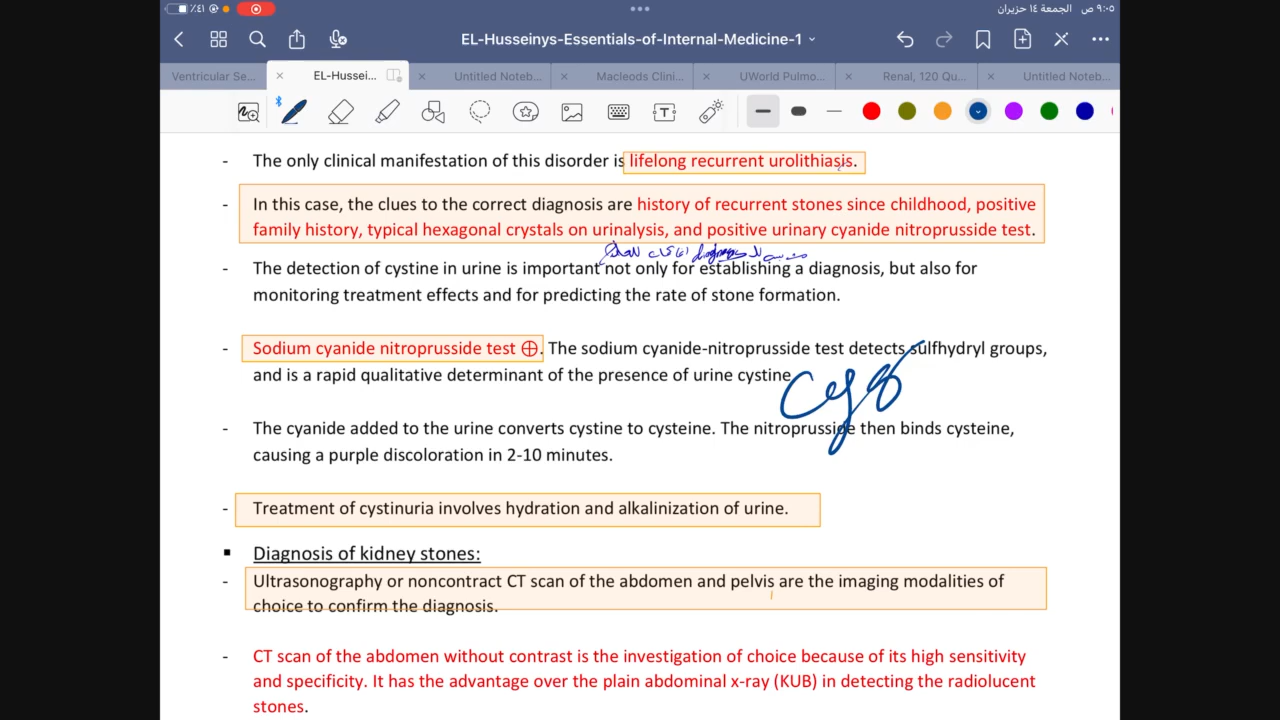 ٪٤١
٩:٠٥ ص الجمعة ١٤ حزيران
EL-Husseinys-Essentials-of-Internal-Medicine-1
Ventricular Se...
EL-Hussei...
Untitled Noteb...
Macleods Clini...
UWorld Pulmo...
Renal, 120 Qu...
Untitled Noteb...
- The only clinical manifestation of this disorder is lifelong recurrent urolithiasis.
- In this case, the clues to the correct diagnosis are history of recurrent stones since childhood, positive
family history, typical hexagonal crystals on urinalysis, and positive urinary cyanide nitroprusside test.
- The detection of cystine in urine is important not only for establishing a diagnosis, but also for
monitoring treatment effects and for predicting the rate of stone formation.
- Sodium cyanide nitroprusside test ⊕. The sodium cyanide-nitroprusside test detects sulfhydryl groups,
and is a rapid qualitative determinant of the presence of urine cystine
- The cyanide added to the urine converts cystine to cysteine. The nitroprusside then binds cysteine,
causing a purple discoloration in 2-10 minutes.
- Treatment of cystinuria involves hydration and alkalinization of urine.
▪ Diagnosis of kidney stones:
- Ultrasonography or noncontract CT scan of the abdomen and pelvis are the imaging modalities of
choice to confirm the diagnosis.
- CT scan of the abdomen without contrast is the investigation of choice because of its high sensitivity
and specificity. It has the advantage over the plain abdominal x-ray (KUB) in detecting the radiolucent
stones.